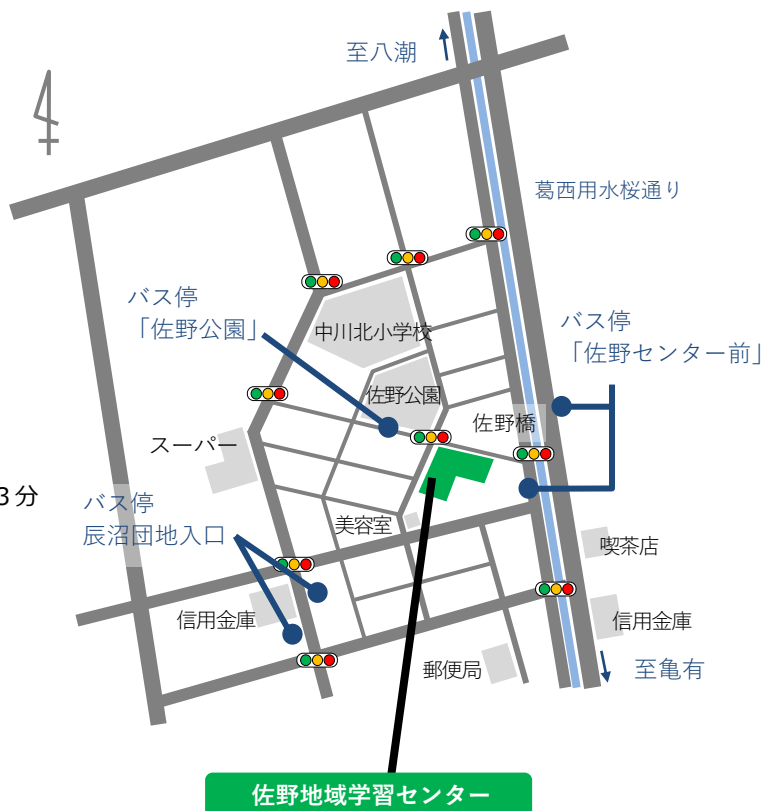 至八潮
葛西用水桜通り
バス停
「佐野公園」
中川北小学校
バス停
「佐野センター前」
佐野公園
佐野橋
スーパー
3分
バス停
辰沼団地入口
美容室
喫茶店
信用金庫
信用金庫
郵便局
至亀有
佐野地域学習センター